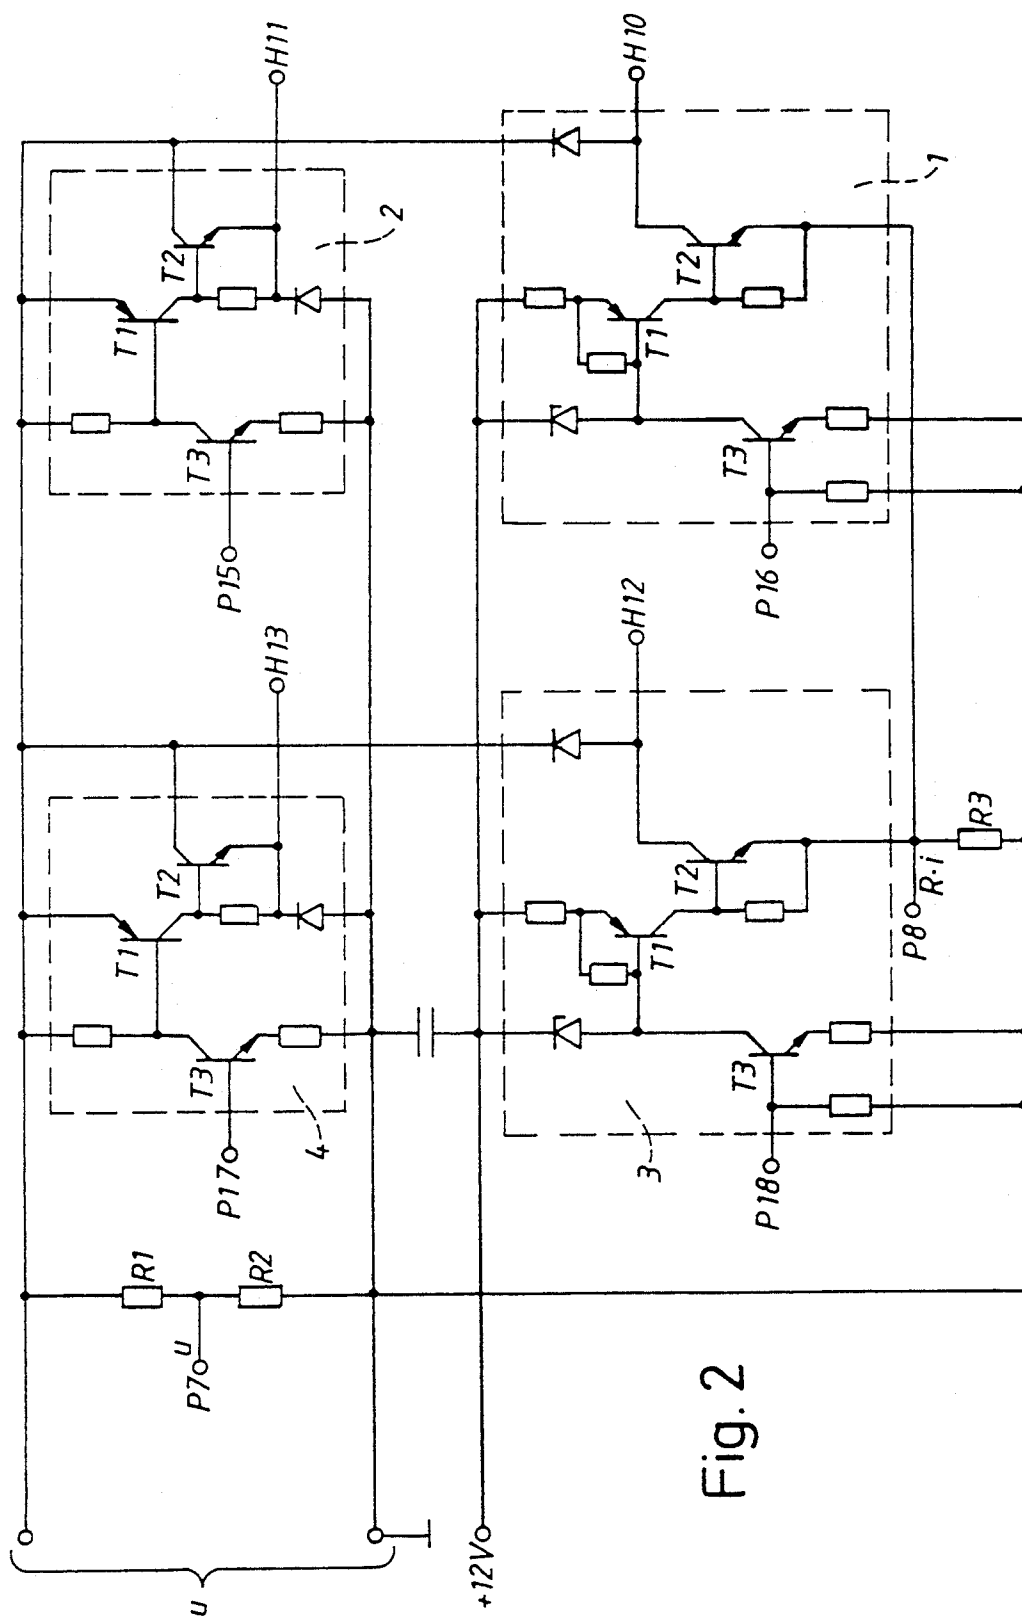 u
+12V
P7
u
R1
R2
P17
4
T3
T1
T2
H13
P15
T3
T1
T2
2
H11
P18
3
T3
T1
T2
H12
P8
R·i
R3
P16
T3
T1
T2
1
H10
Fig. 2